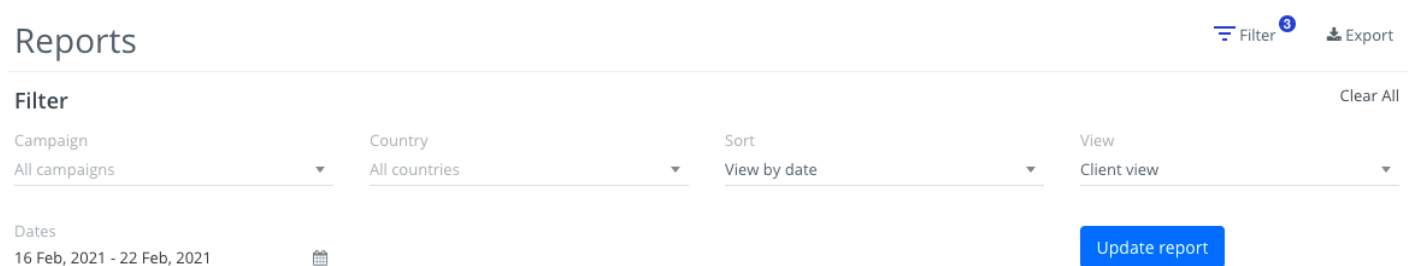 Reports
Filter 3 Export
Filter
Clear All
Campaign Country Sort View
All campaigns All countries View by date Client view
Dates
16 Feb, 2021 - 22 Feb, 2021
Update report